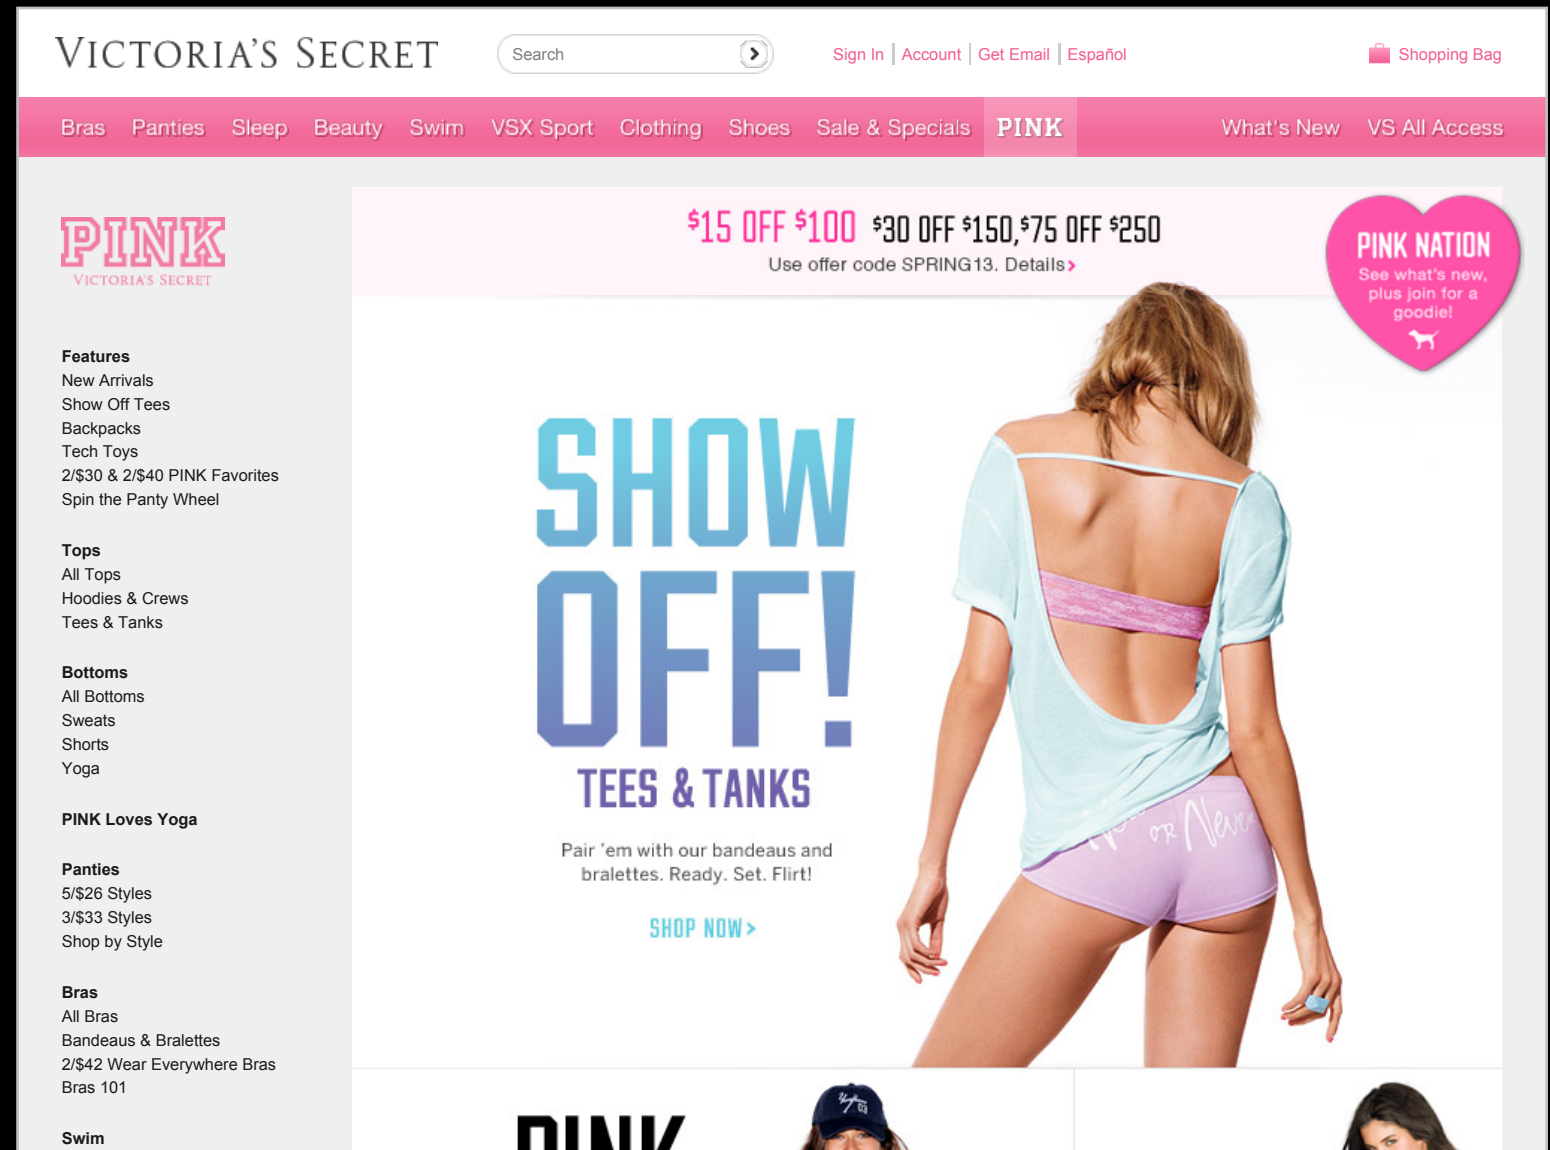 VICTORIA'S SECRET
Search
Sign In | Account | Get Email | Español
Shopping Bag
Bras Panties Sleep Beauty Swim VSX Sport Clothing Shoes Sale & Specials PINK What's New VS All Access
PINK
VICTORIA'S SECRET
$15 OFF $100 $30 OFF $150, $75 OFF $250
Use offer code SPRING13. Details>
PINK NATION
See what's new,
plus join for a
goodie!
Features
New Arrivals
Show Off Tees
Backpacks
Tech Toys
2/$30 & 2/$40 PINK Favorites
Spin the Panty Wheel
Tops
All Tops
Hoodies & Crews
Tees & Tanks
Bottoms
All Bottoms
Sweats
Shorts
Yoga
PINK Loves Yoga
Panties
5/$26 Styles
3/$33 Styles
Shop by Style
Bras
All Bras
Bandeaus & Bralettes
2/$42 Wear Everywhere Bras
Bras 101
Swim
SHOW
OFF!
TEES & TANKS
Pair 'em with our bandeaus and
bralettes. Ready. Set. Flirt!
SHOP NOW>
Now
OR Never
PINK